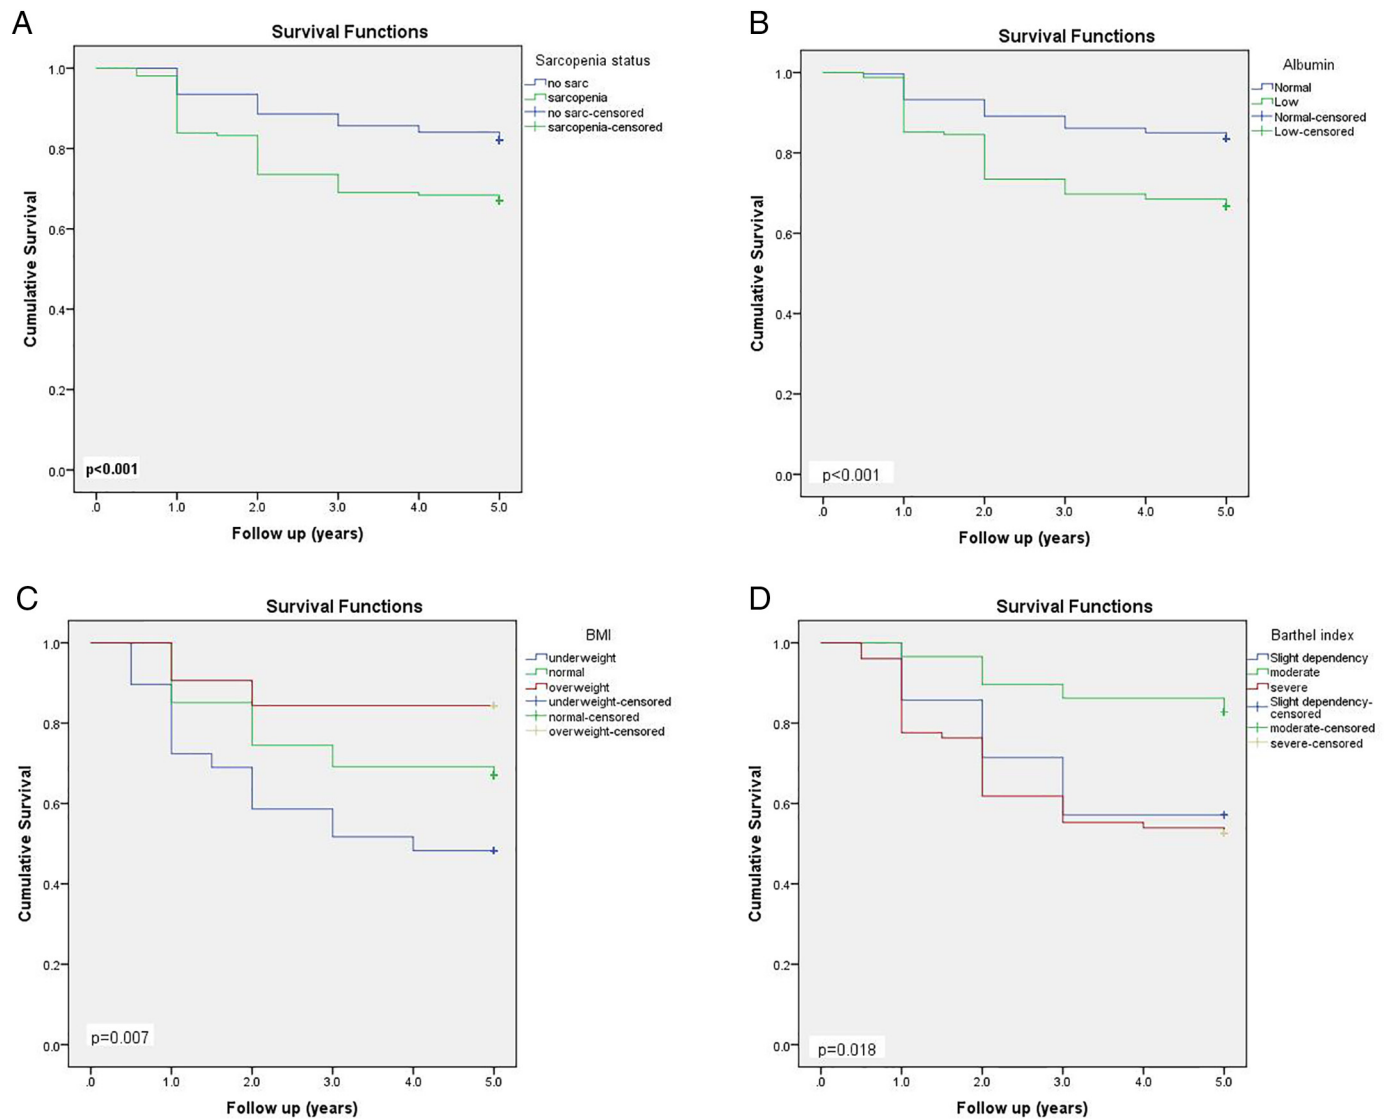 A
Survival Functions
Sarcopenia status
no sarc
sarcopenia
no sarc-censored
sarcopenia-censored
Cumulative Survival
1.0
0.8
0.6
0.4
0.2
0.0
p<0.001
.0 1.0 2.0 3.0 4.0 5.0
Follow up (years)
B
Survival Functions
Albumin
Normal
Low
Normal-censored
Low-censored
Cumulative Survival
1.0
0.8
0.6
0.4
0.2
0.0
p<0.001
.0 1.0 2.0 3.0 4.0 5.0
Follow up (years)
C
Survival Functions
BMI
underweight
normal
overweight
underweight-censored
normal-censored
overweight-censored
Cumulative Survival
1.0
0.8
0.6
0.4
0.2
0.0
p=0.007
.0 1.0 2.0 3.0 4.0 5.0
Follow up (years)
D
Survival Functions
Barthel index
Slight dependency
moderate
severe
Slight dependency-
censored
moderate-censored
severe-censored
Cumulative Survival
1.0
0.8
0.6
0.4
0.2
0.0
p=0.018
.0 1.0 2.0 3.0 4.0 5.0
Follow up (years)